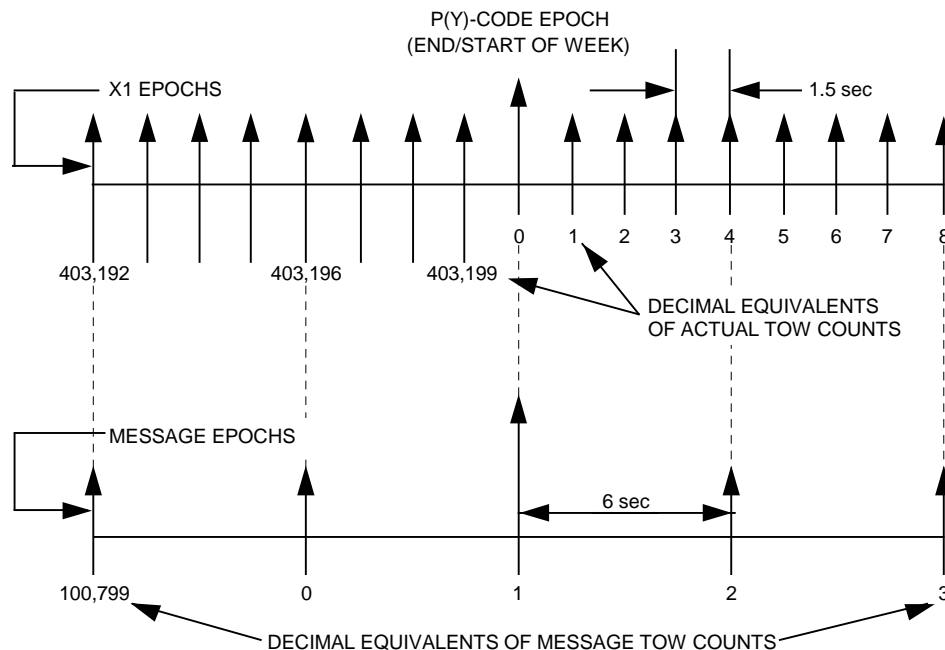 P(Y)-CODE EPOCH
(END/START OF WEEK)
X1 EPOCHS
1.5 sec
0 1 2 3 4 5 6 7 8
403,192 403,196 403,199
DECIMAL EQUIVALENTS
OF ACTUAL TOW COUNTS
MESSAGE EPOCHS
6 sec
100,799 0 1 2 3
DECIMAL EQUIVALENTS OF MESSAGE TOW COUNTS